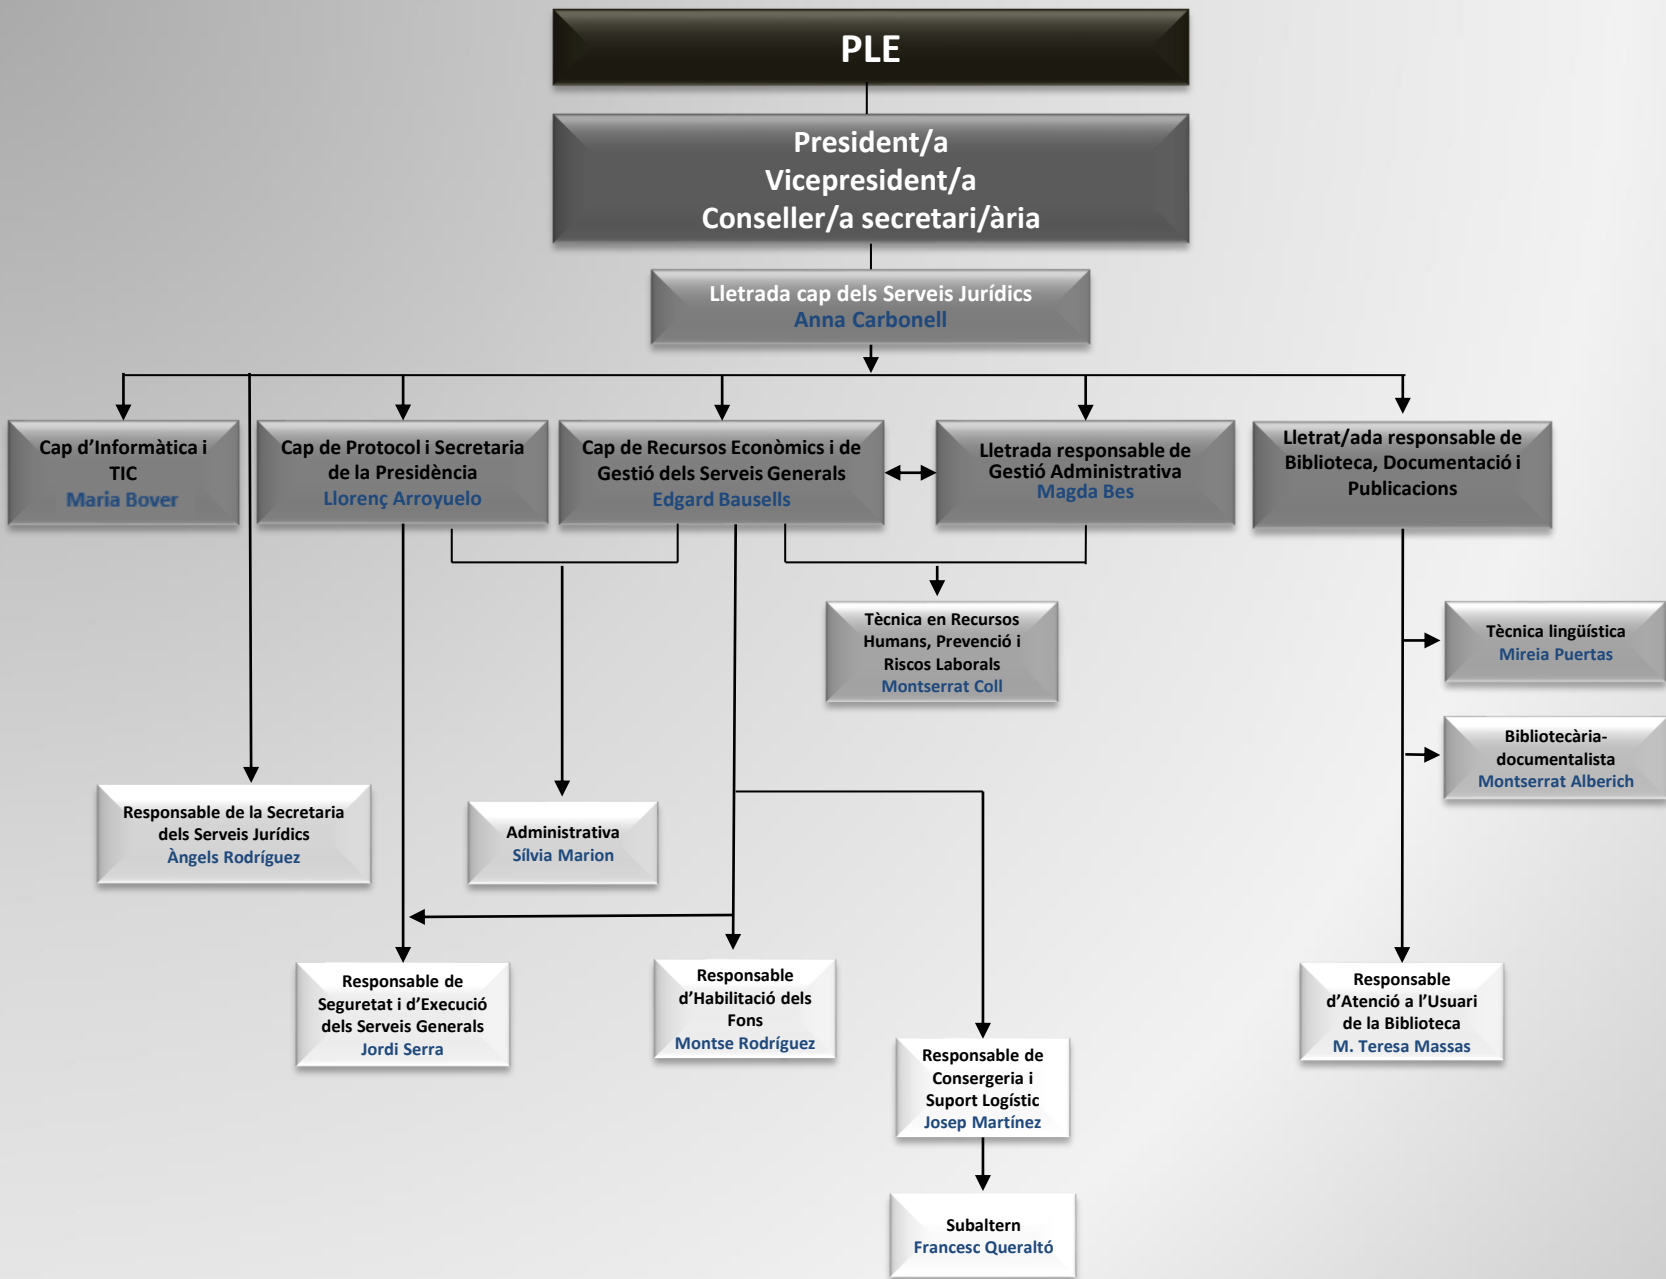 PLE
President/a
Vicepresident/a
Conseller/a secretari/ària
Lletrada cap dels Serveis Jurídics
Anna Carbonell
Cap d’Informàtica i
TIC
Maria Bover
Cap de Protocol i Secretaria
de la Presidència
Llorenç Arroyuelo
Cap de Recursos Econòmics i de
Gestió dels Serveis Generals
Edgard Bausells
Lletrada responsable de
Gestió Administrativa
Magda Bes
Lletrat/ada responsable de
Biblioteca, Documentació i
Publicacions
Tècnica en Recursos
Humans, Prevenció i
Riscos Laborals
Montserrat Coll
Tècnica lingüística
Mireia Puertas
Bibliotecària-
documentalista
Montserrat Alberich
Responsable de la Secretaria
dels Serveis Jurídics
Àngels Rodríguez
Administrativa
Sílvia Marion
Responsable de
Seguretat i d’Execució
dels Serveis Generals
Jordi Serra
Responsable
d’Habilitació dels
Fons
Montse Rodríguez
Responsable
d’Atenció a l’Usuari
de la Biblioteca
M. Teresa Massas
Responsable de
Consergeria i
Suport Logístic
Josep Martínez
Subaltern
Francesc Queraltó